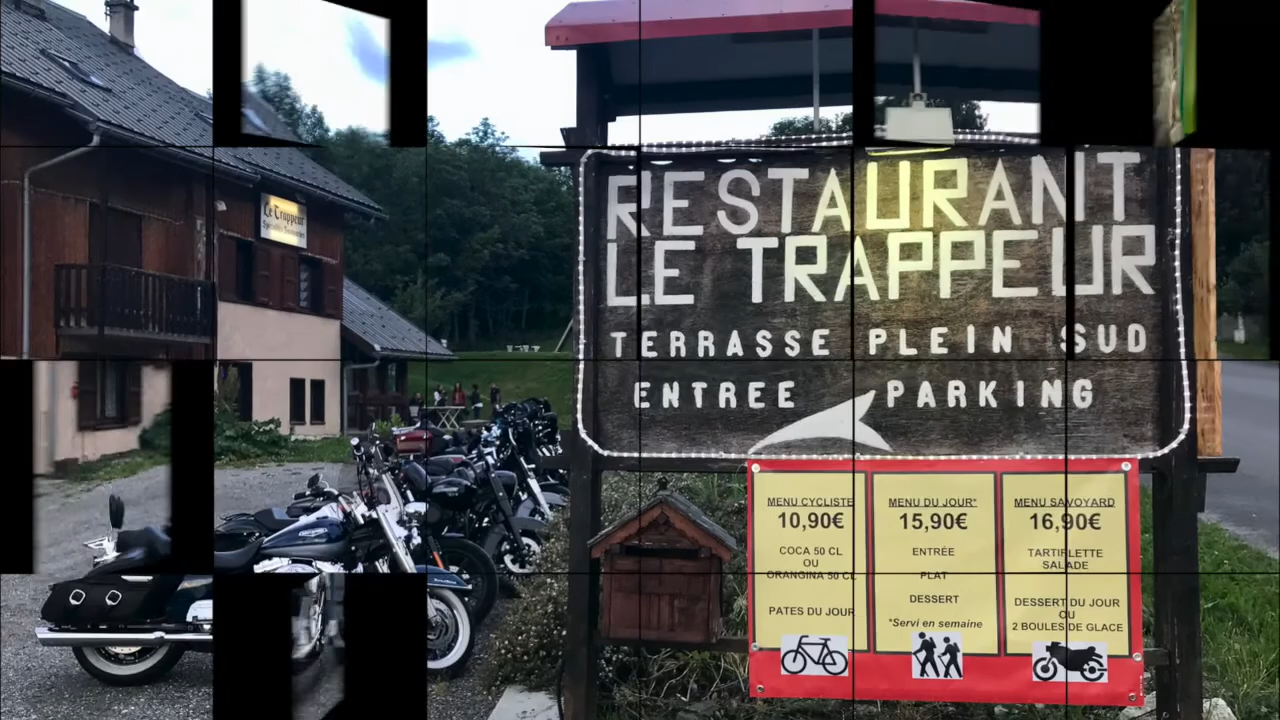 Le Trappeur
RESTAURANT
LE TRAPPEUR
TERRASSE PLEIN SUD
ENTREE PARKING
MENU CYCLISTE
10,90€
COCA 50 CL
OU
ORANGINA 50 CL
PATES DU JOUR
MENU DU JOUR*
15,90€
ENTRÉE
PLAT
DESSERT
*Servi en semaine
MENU SAVOYARD
16,90€
TARTIFLETTE
SALADE
DESSERT DU JOUR
OU
2 BOULES DE GLACE